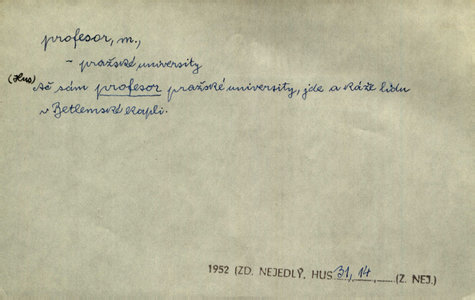 profesor, m.,
- pražské university
(Hus)
Ač sám profesor pražské university, jde a káže lidu
v Betlemské kapli.
1952 (ZD. NEJEDLÝ, HUS 31, 14, (Z. NEJ.)